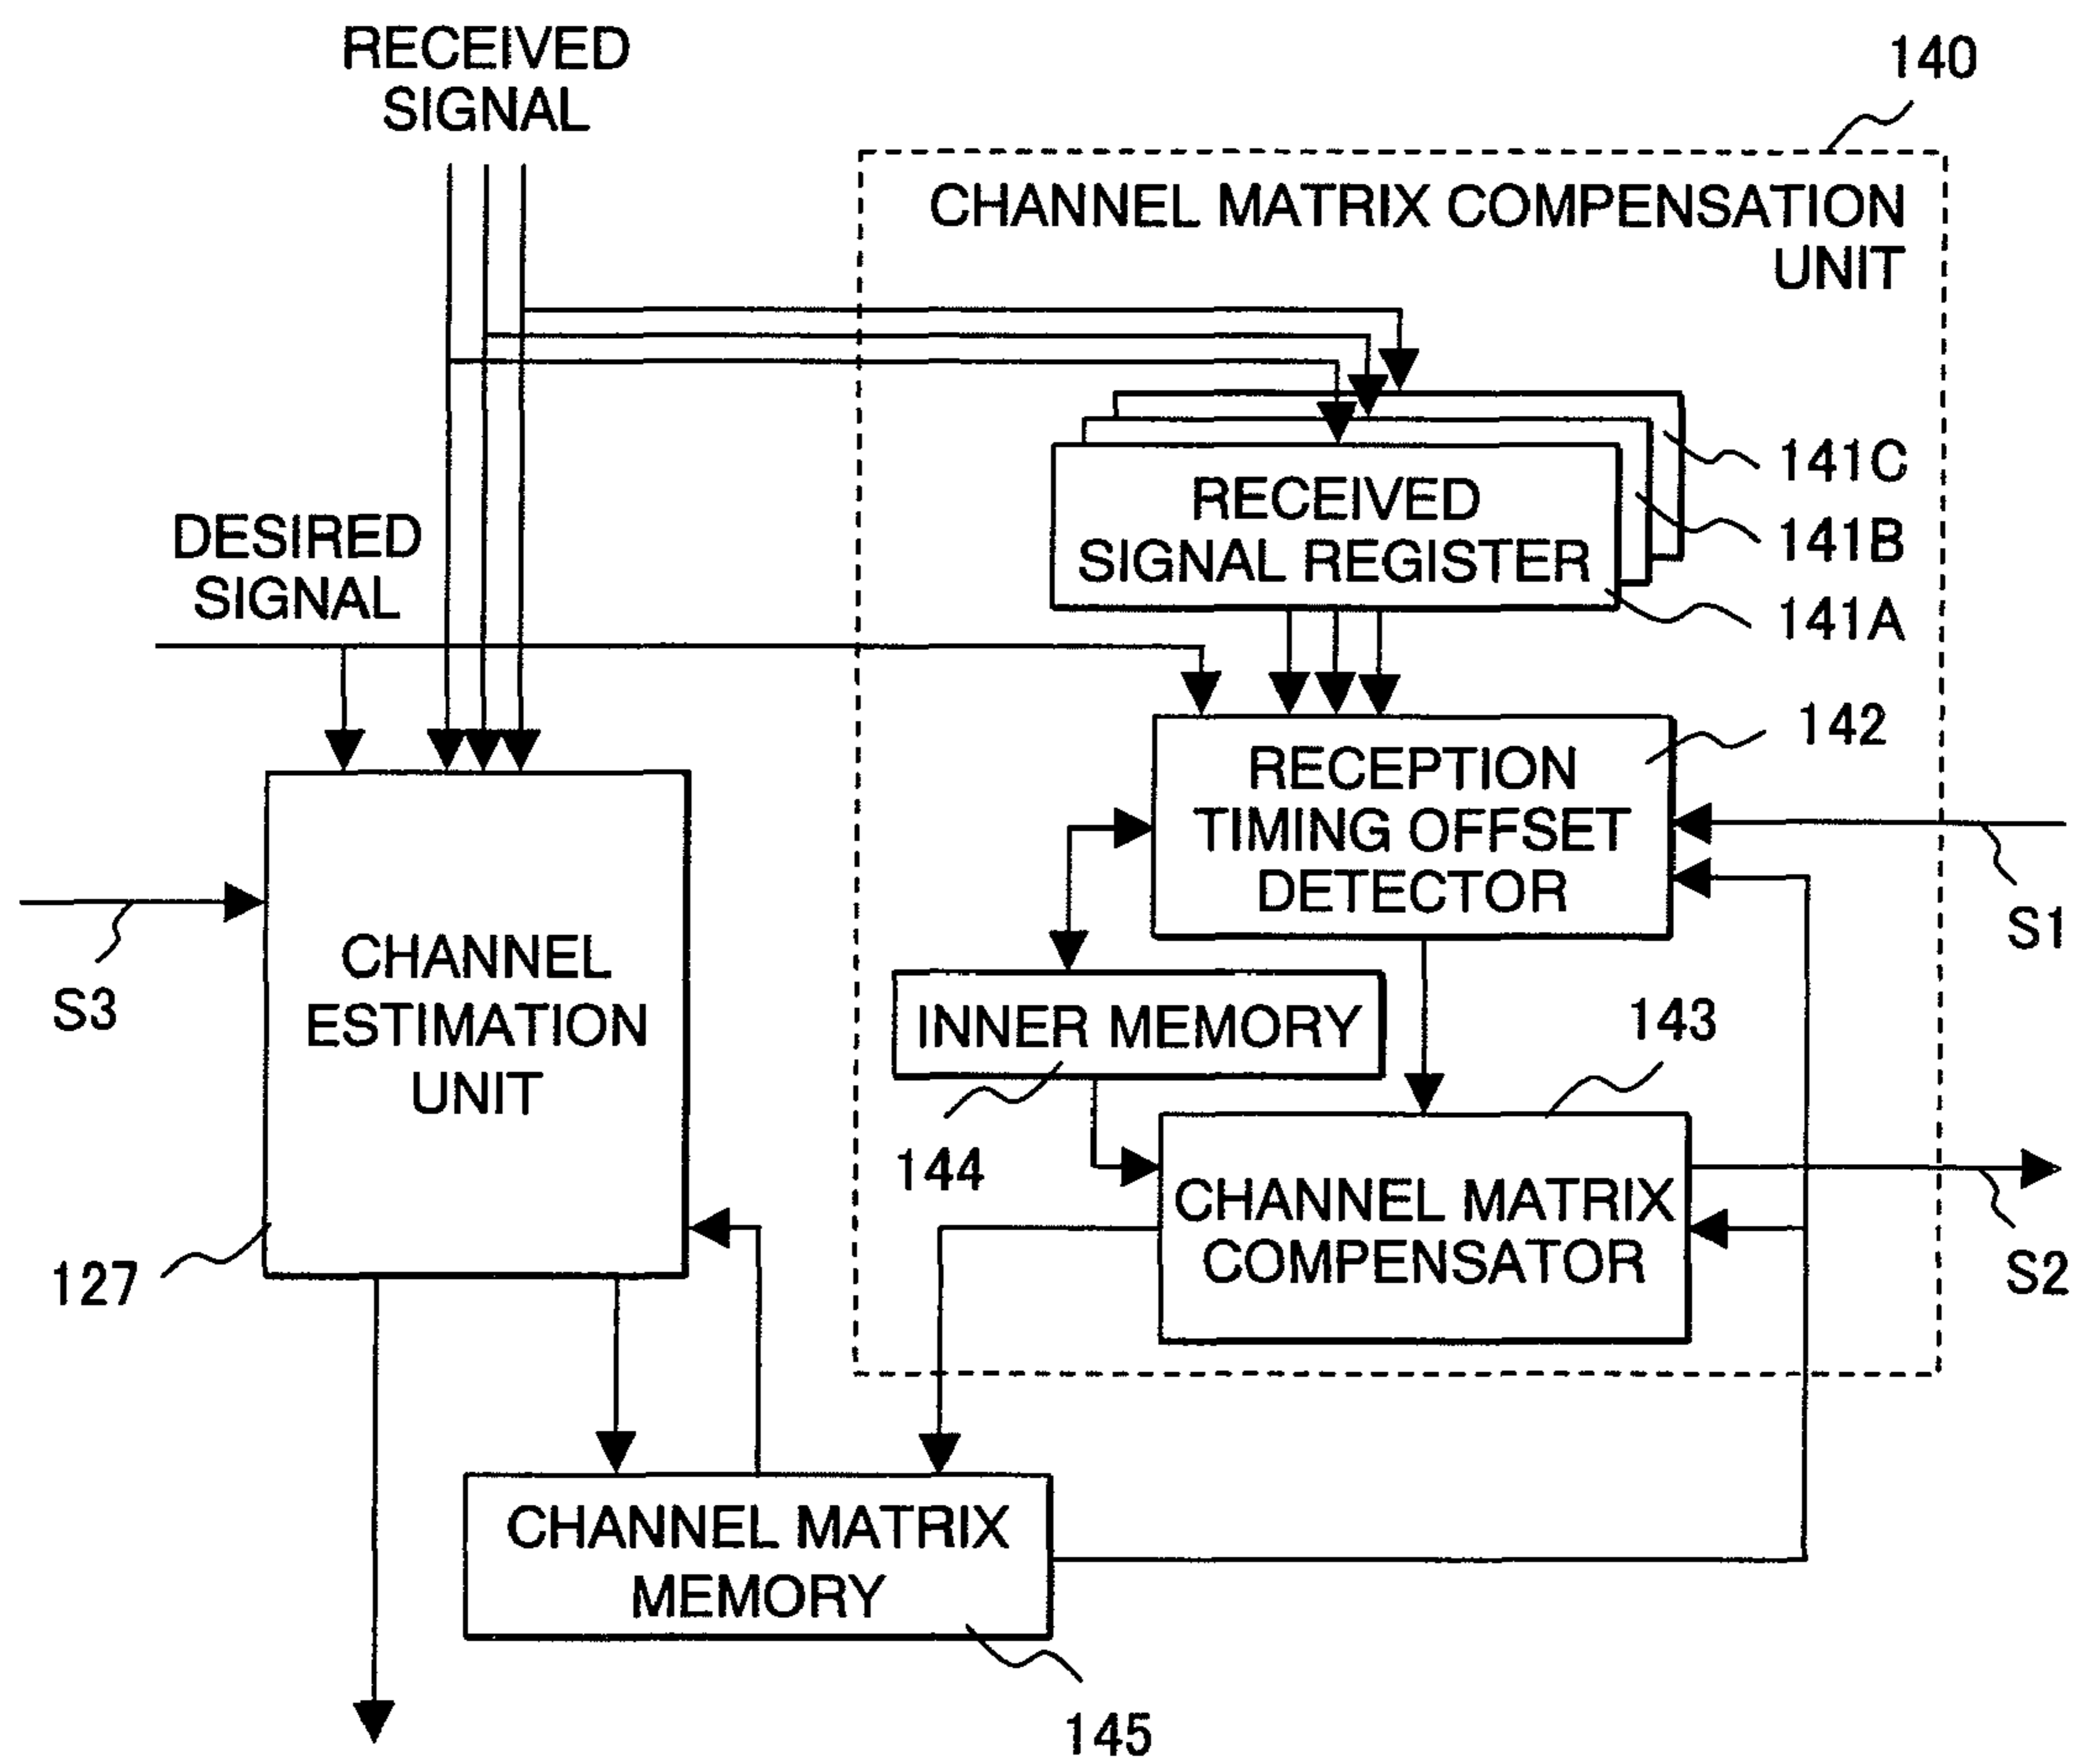 RECEIVED
SIGNAL
140
CHANNEL MATRIX COMPENSATION
UNIT
141C
RECEIVED
SIGNAL REGISTER
141B
141A
DESIRED
SIGNAL
142
RECEPTION
TIMING OFFSET
DETECTOR
S1
S3
CHANNEL
ESTIMATION
UNIT
INNER MEMORY
143
144
CHANNEL MATRIX
COMPENSATOR
S2
127
CHANNEL MATRIX
MEMORY
145